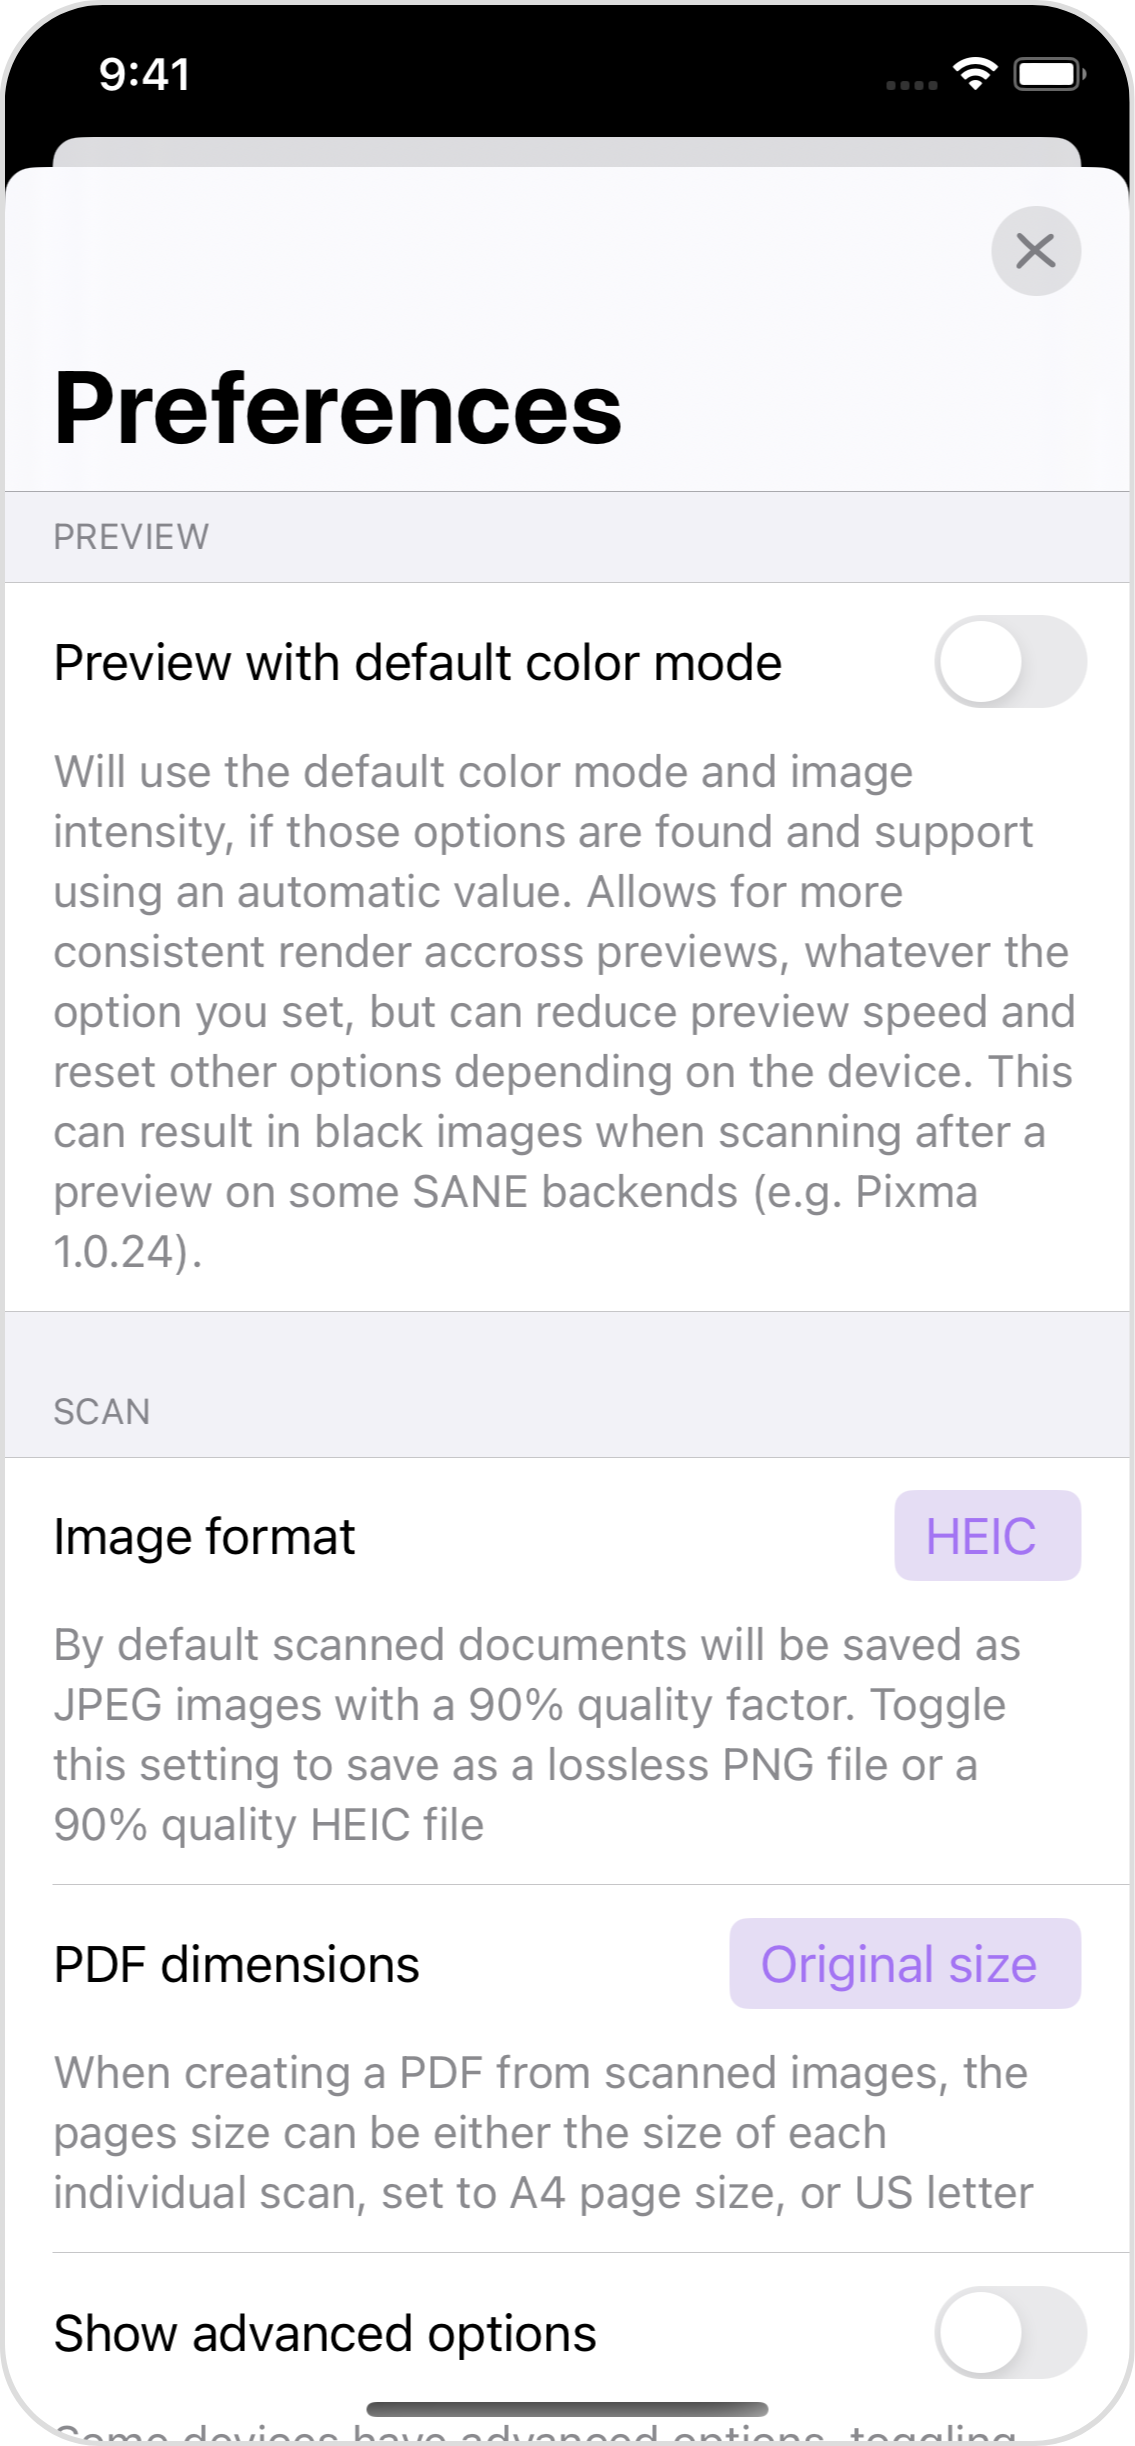 9:41
Preferences
PREVIEW
Preview with default color mode
Will use the default color mode and image
intensity, if those options are found and support
using an automatic value. Allows for more
consistent render accross previews, whatever the
option you set, but can reduce preview speed and
reset other options depending on the device. This
can result in black images when scanning after a
preview on some SANE backends (e.g. Pixma
1.0.24).
SCAN
Image format HEIC
By default scanned documents will be saved as
JPEG images with a 90% quality factor. Toggle
this setting to save as a lossless PNG file or a
90% quality HEIC file
PDF dimensions Original size
When creating a PDF from scanned images, the
pages size can be either the size of each
individual scan, set to A4 page size, or US letter
Show advanced options
Some devices have advanced options, toggling